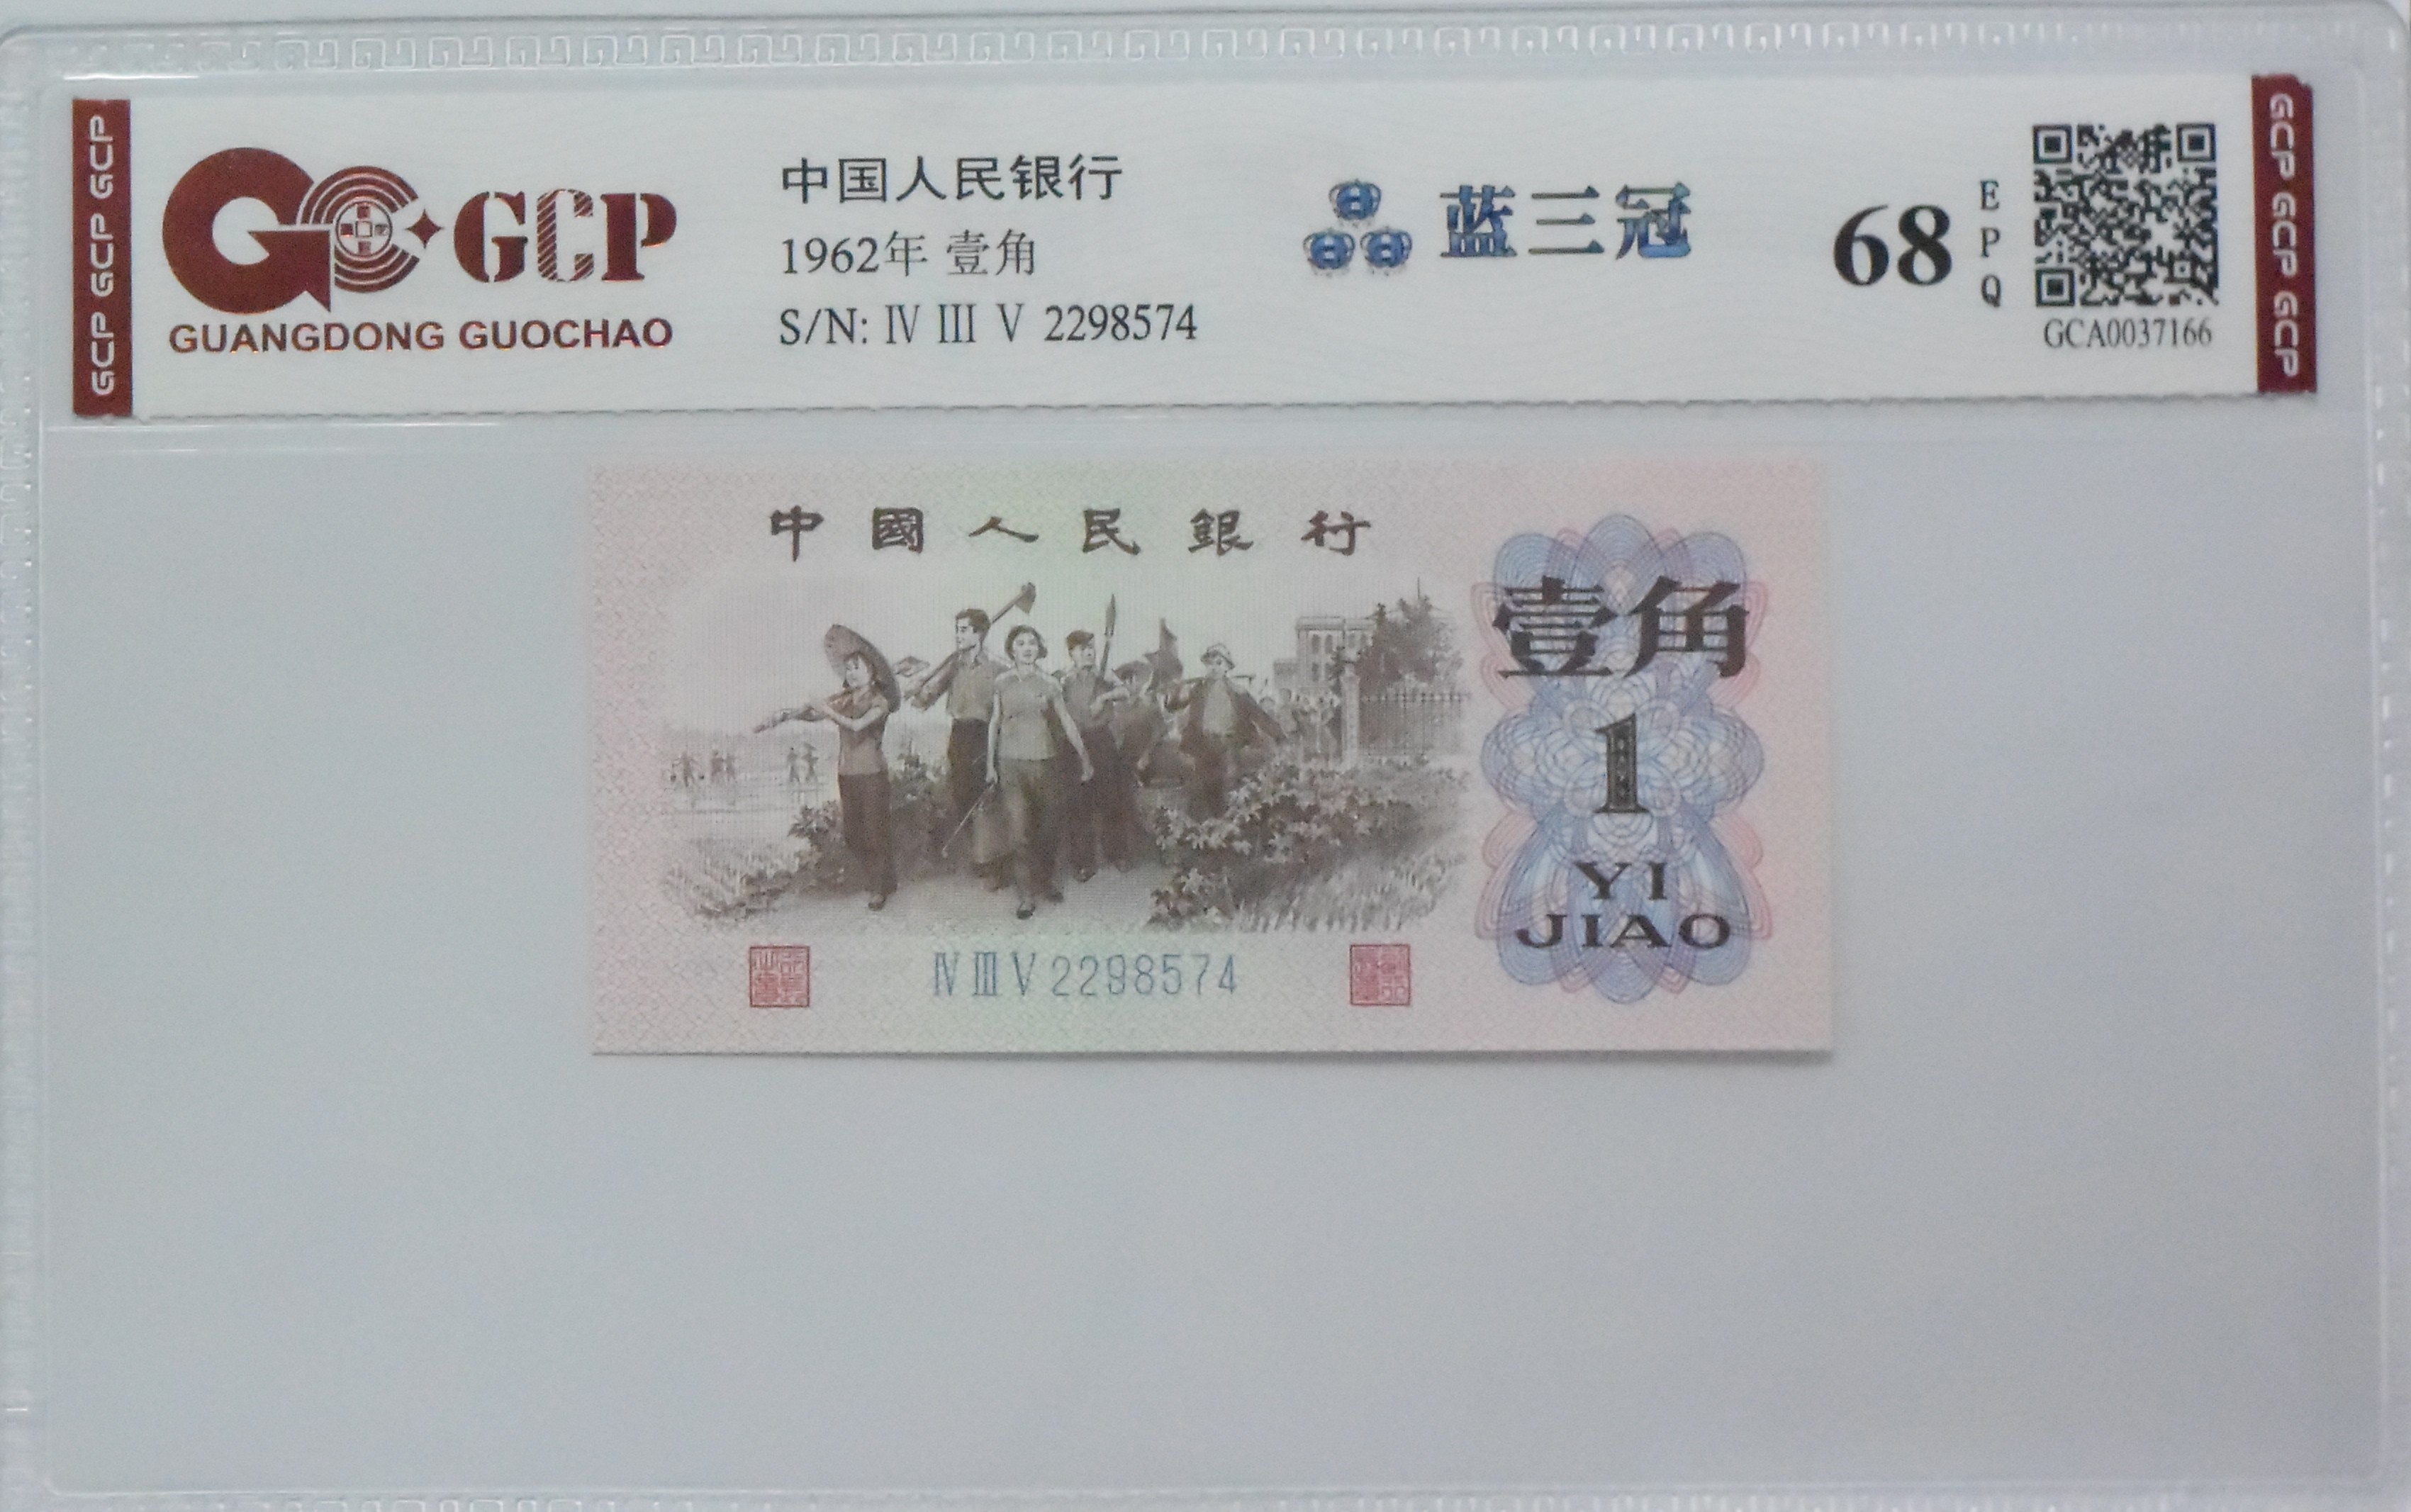 GCP GCP GCP
GCP
GUANGDONG GUOCHAO
中国人民银行
1962年 壹角
S/N: Ⅳ Ⅲ Ⅴ 2298574
蓝三冠
68
EPQ
GCA0037166
GCP GCP GCP
中國人民銀行
壹角
1
YI
JIAO
Ⅳ Ⅲ Ⅴ 2298574